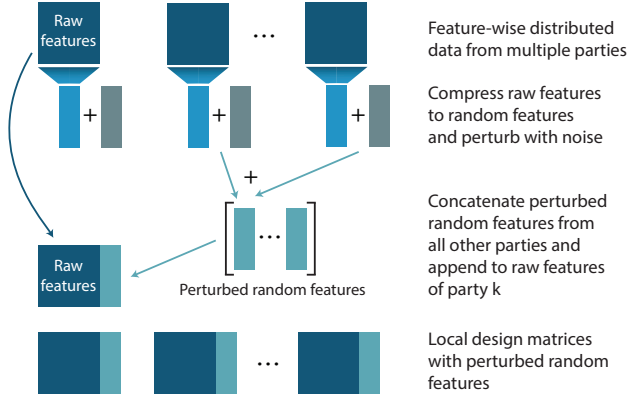 Raw
features
...
Feature-wise distributed
data from multiple parties
+
+
+
Compress raw features
to random features
and perturb with noise
+
[ ... ]
Perturbed random features
Raw
features
Concatenate perturbed
random features from
all other parties and
append to raw features
of party k
...
Local design matrices
with perturbed random
features